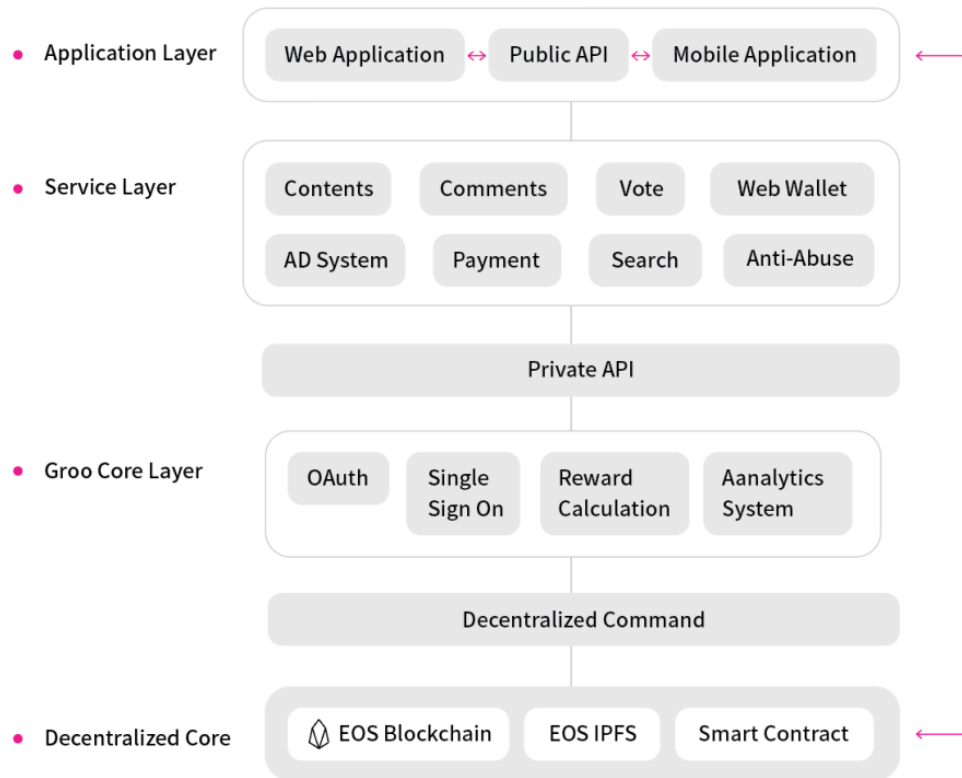 Application Layer
Web Application
Public API
Mobile Application
Service Layer
Contents
Comments
Vote
Web Wallet
AD System
Payment
Search
Anti-Abuse
Private API
Groo Core Layer
OAuth
Single
Sign On
Reward
Calculation
Aanalytics
System
Decentralized Command
Decentralized Core
EOS Blockchain
EOS IPFS
Smart Contract